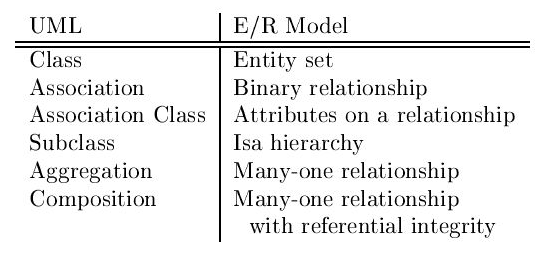 UML E/R Model
Class Entity set
Association Binary relationship
Association Class Attributes on a relationship
Subclass Isa hierarchy
Aggregation Many-one relationship
Composition Many-one relationship
with referential integrity